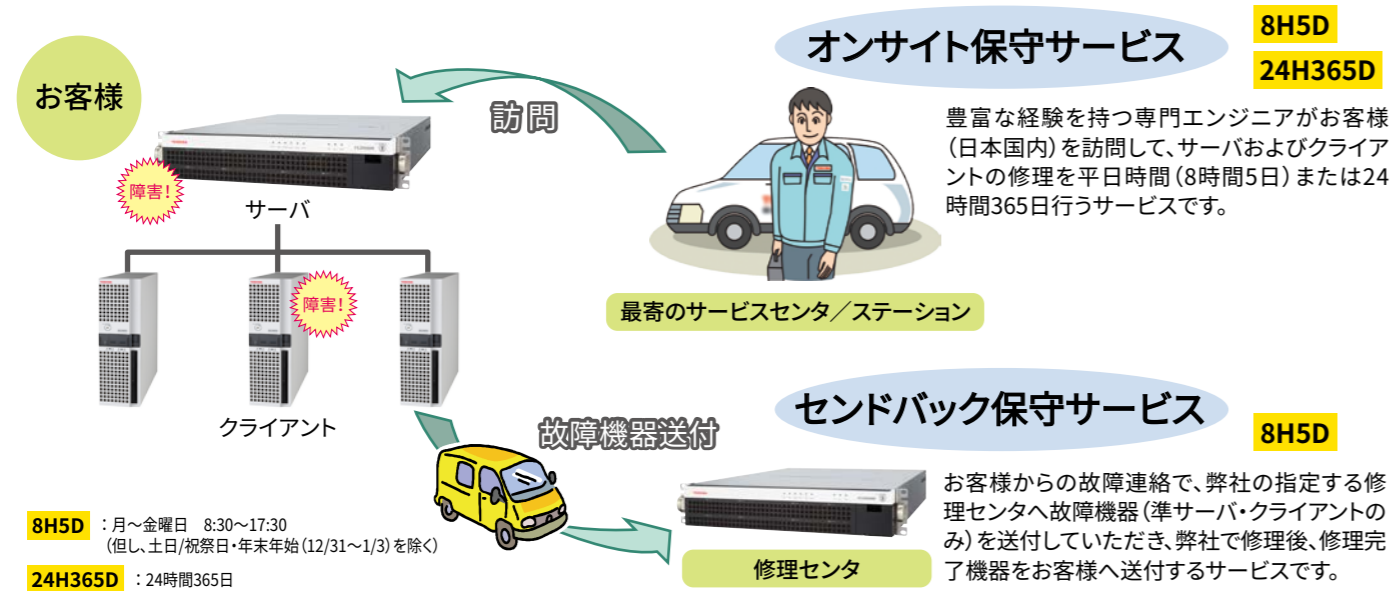 お客様
障害!
サーバ
障害!
クライアント
訪問
オンサイト保守サービス
8H5D
24H365D
豊富な経験を持つ専門エンジニアがお客様
（日本国内）を訪問して、サーバおよびクライア
ントの修理を平日時間（8時間5日）または24
時間365日行うサービスです。
最寄のサービスセンタ／ステーション
故障機器送付
センドバック保守サービス
8H5D
お客様からの故障連絡で、弊社の指定する修
理センタへ故障機器（準サーバ・クライアントの
み）を送付していただき、弊社で修理後、修理完
了機器をお客様へ送付するサービスです。
修理センタ
8H5D ：月～金曜日　8:30～17:30
（但し、土日/祝祭日・年末年始（12/31～1/3）を除く）
24H365D ：24時間365日